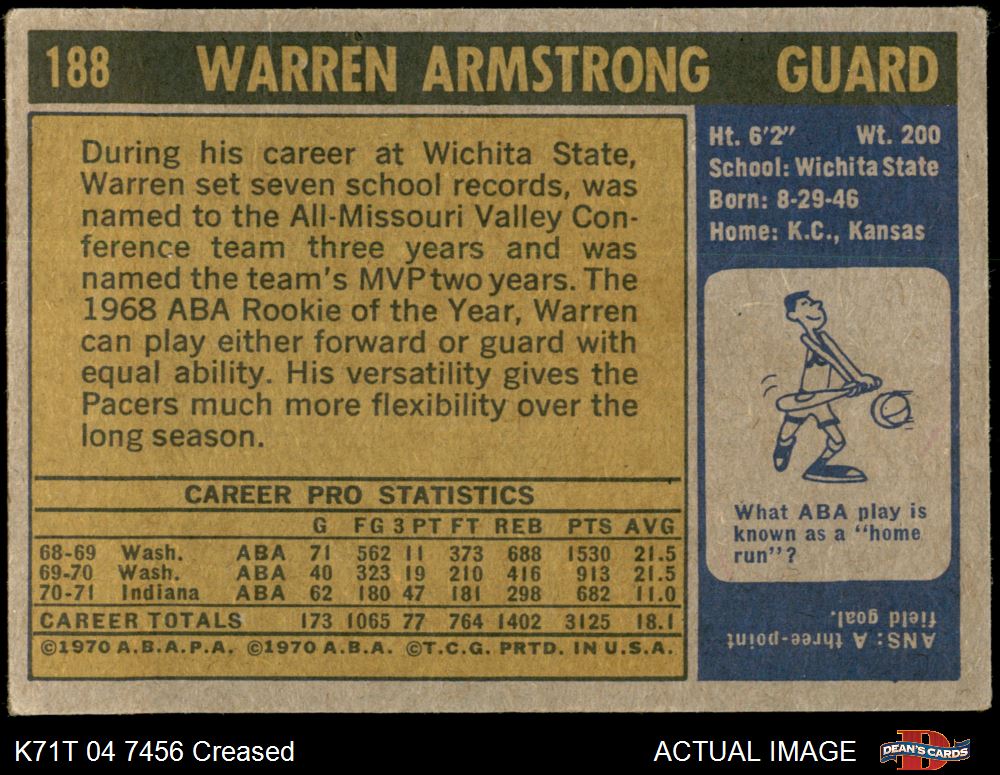 188 WARREN ARMSTRONG GUARD
During his career at Wichita State,
Warren set seven school records, was
named to the All-Missouri Valley Con-
ference team three years and was
named the team's MVP two years. The
1968 ABA Rookie of the Year, Warren
can play either forward or guard with
equal ability. His versatility gives the
Pacers much more flexibility over the
long season.
CAREER PRO STATISTICS
G FG 3 PT FT REB PTS AVG
68-69 Wash. ABA 71 562 11 373 688 1530 21.5
69-70 Wash. ABA 40 323 19 210 416 913 21.5
70-71 Indiana ABA 62 180 47 181 298 682 11.0
CAREER TOTALS 173 1065 77 764 1402 3125 18.1
©1970 A.B.A.P.A. ©1970 A.B.A. ©T.C.G. PRTD. IN U.S.A.
Ht. 6'2" Wt. 200
School: Wichita State
Born: 8-29-46
Home: K.C., Kansas
What ABA play is
known as a "home
run"?
ANS: A three-point
field goal.
K71T 04 7456 Creased
ACTUAL IMAGE
DEAN'S CARDS